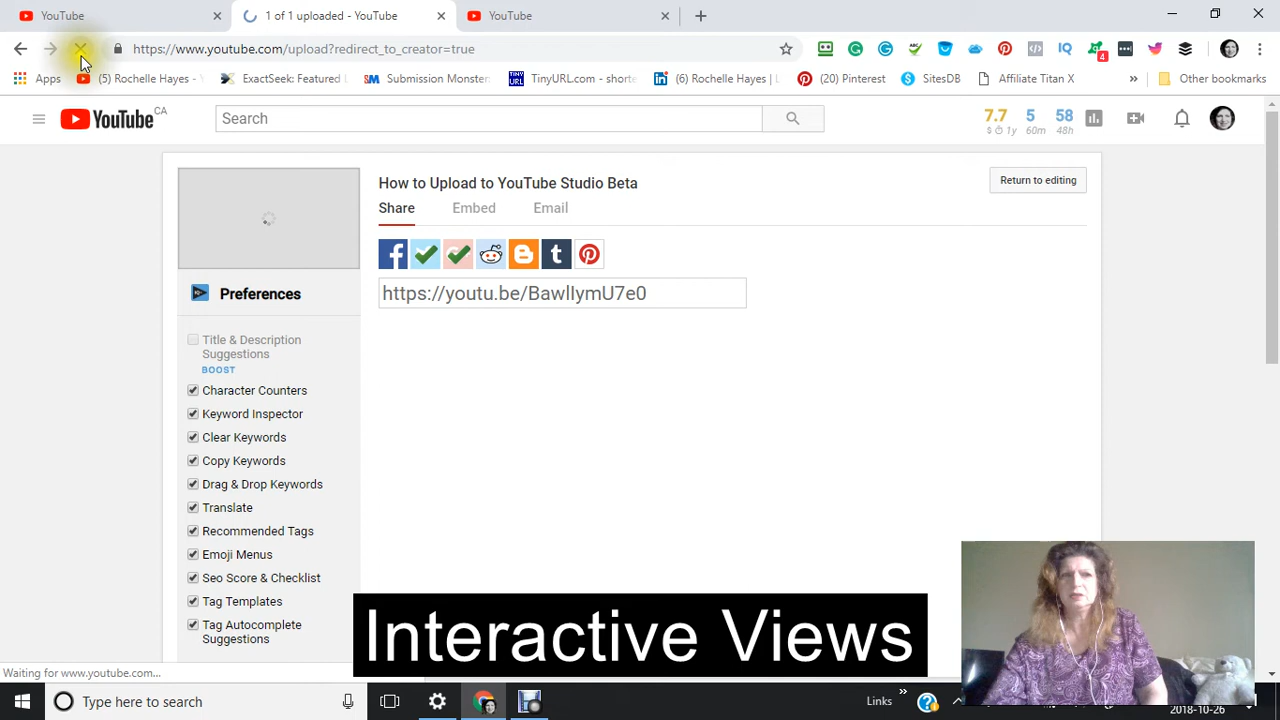 YouTube
1 of 1 uploaded - YouTube
YouTube
https://www.youtube.com/upload?redirect_to_creator=true
4
Apps
(5) Rochelle Hayes - Y
ExactSeek: Featured L
Submission Monster
TinyURL.com - shorte
(6) Rochelle Hayes | L
(20) Pinterest
SitesDB
Affiliate Titan X
Other bookmarks
YouTube CA
Search
7.7 5 58
1y 60m 48h
How to Upload to YouTube Studio Beta
Return to editing
Share Embed Email
https://youtu.be/BawlIymU7e0
Preferences
Title & Description
Suggestions
BOOST
Character Counters
Keyword Inspector
Clear Keywords
Copy Keywords
Drag & Drop Keywords
Translate
Recommended Tags
Emoji Menus
Seo Score & Checklist
Tag Templates
Tag Autocomplete
Suggestions
Interactive Views
Waiting for www.youtube.com...
Type here to search
Links
2018-10-26